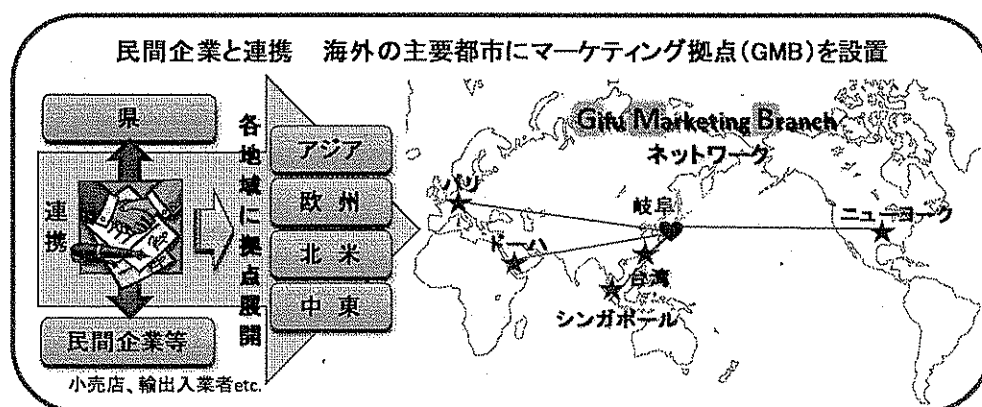 民間企業と連携　海外の主要都市にマーケティング拠点(GMB)を設置
県
連携
民間企業等
小売店、輸出入業者etc.
各地域に拠点展開
アジア
欧州
北米
中東
Gifu Marketing Branch
ネットワーク
パリ
岐阜
ニューヨーク
ドーハ
台湾
シンガポール